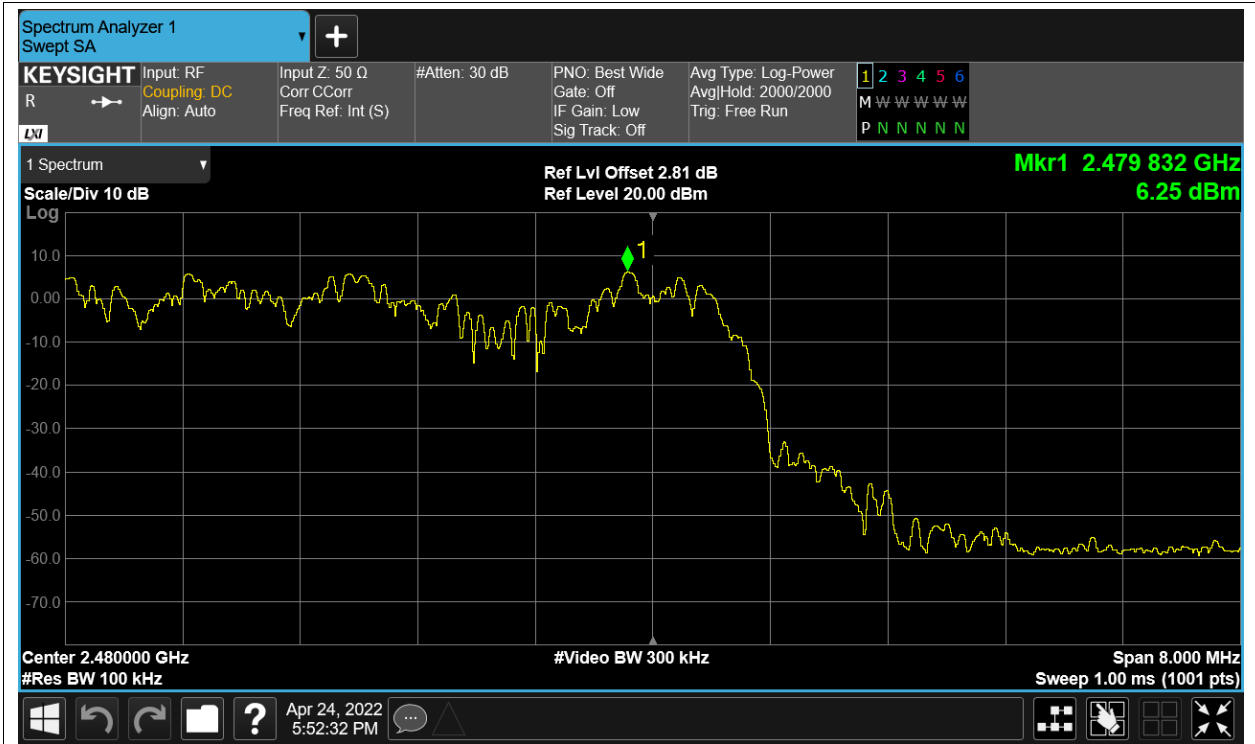 Spectrum Analyzer 1
Swept SA
KEYSIGHT
R
LXI
Input: RF
Coupling: DC
Align: Auto
Input Z: 50 Ω
Corr CCorr
Freq Ref: Int (S)
#Atten: 30 dB
PNO: Best Wide
Gate: Off
IF Gain: Low
Sig Track: Off
Avg Type: Log-Power
Avg|Hold: 2000/2000
Trig: Free Run
1 2 3 4 5 6
M W W W W W
P N N N N N
1 Spectrum
Scale/Div 10 dB
Log
Ref Lvl Offset 2.81 dB
Ref Level 20.00 dBm
Mkr1 2.479 832 GHz
6.25 dBm
1
10.0
0.00
-10.0
-20.0
-30.0
-40.0
-50.0
-60.0
-70.0
Center 2.480000 GHz
#Res BW 100 kHz
#Video BW 300 kHz
Span 8.000 MHz
Sweep 1.00 ms (1001 pts)
?
Apr 24, 2022
5:52:32 PM